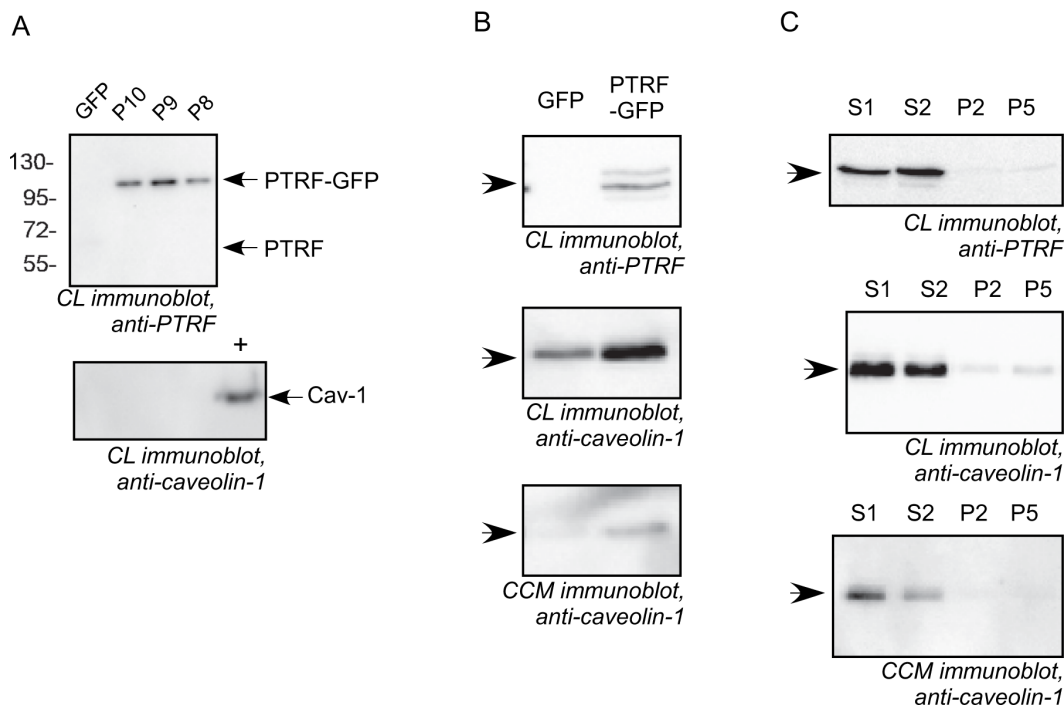 A
GFP P10 P9 P8
130-
95-
72-
55-
PTRF-GFP
PTRF
CL immunoblot,
anti-PTRF
+
Cav-1
CL immunoblot,
anti-caveolin-1
B
GFP PTRF
-GFP
CL immunoblot,
anti-PTRF
CL immunoblot,
anti-caveolin-1
CCM immunoblot,
anti-caveolin-1
C
S1 S2 P2 P5
CL immunoblot,
anti-PTRF
S1 S2 P2 P5
CL immunoblot,
anti-caveolin-1
S1 S2 P2 P5
CCM immunoblot,
anti-caveolin-1